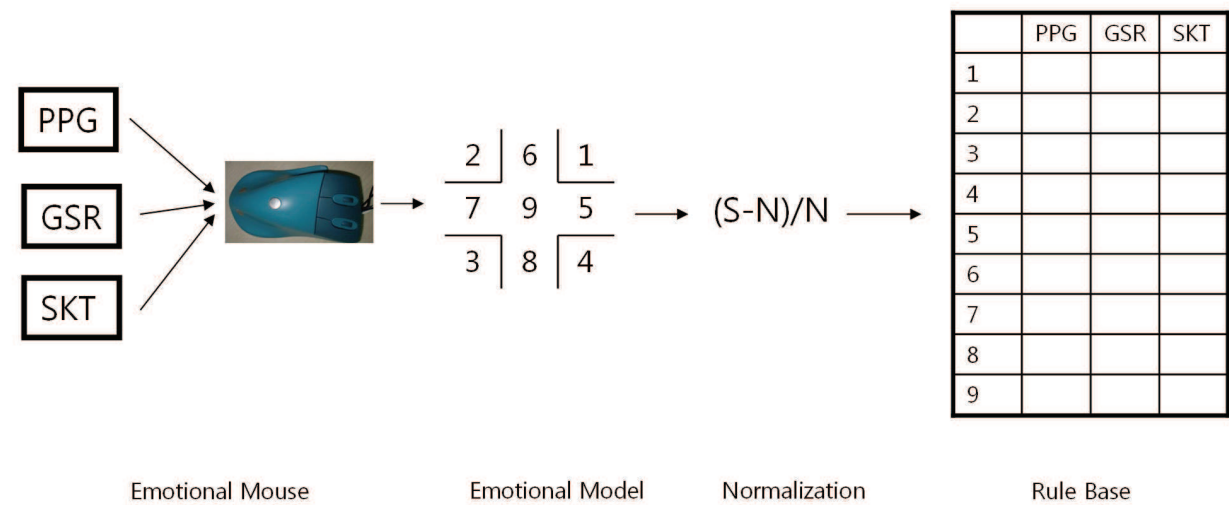 PPG
GSR
SKT
2 6 1
7 9 5
3 8 4
(S-N)/N
PPG GSR SKT
1
2
3
4
5
6
7
8
9
Emotional Mouse
Emotional Model
Normalization
Rule Base